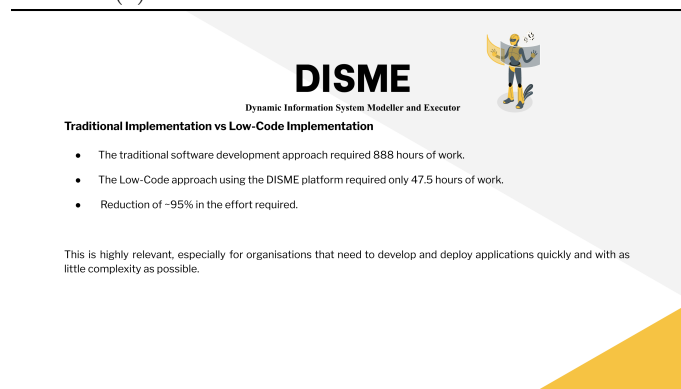 DISME
Dynamic Information System Modeller and Executor
Traditional Implementation vs Low-Code Implementation
● The traditional software development approach required 888 hours of work.
● The Low-Code approach using the DISME platform required only 47.5 hours of work.
● Reduction of ~95% in the effort required.
This is highly relevant, especially for organisations that need to develop and deploy applications quickly and with as
little complexity as possible.